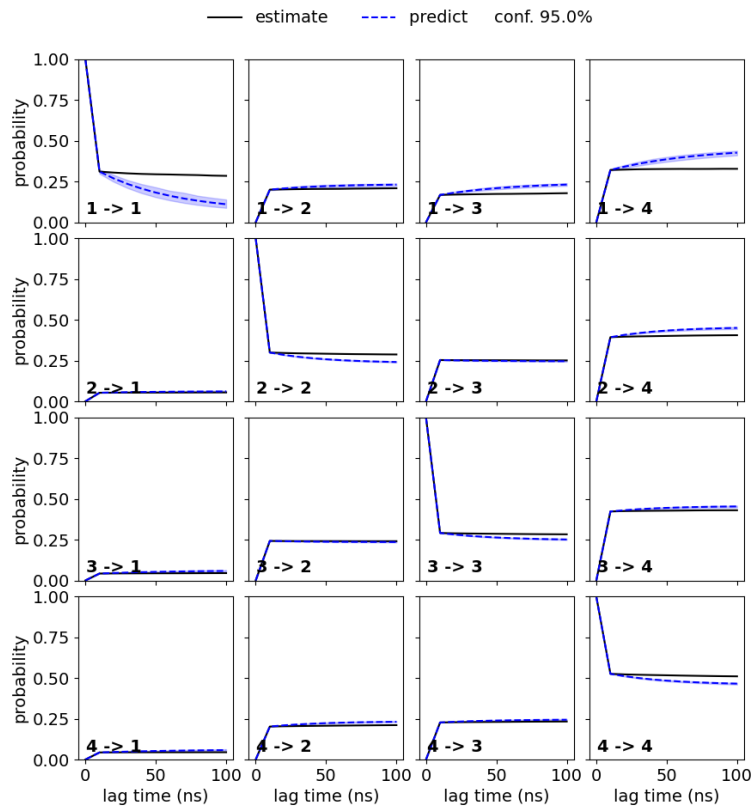 estimate predict conf. 95.0%
probability
1.00
0.75
0.50
0.25
0.00
1 -> 1
1 -> 2
1 -> 3
1 -> 4
probability
1.00
0.75
0.50
0.25
0.00
2 -> 1
2 -> 2
2 -> 3
2 -> 4
probability
1.00
0.75
0.50
0.25
0.00
3 -> 1
3 -> 2
3 -> 3
3 -> 4
probability
1.00
0.75
0.50
0.25
0.00
4 -> 1
4 -> 2
4 -> 3
4 -> 4
0 50 100 0 50 100 0 50 100 0 50 100
lag time (ns) lag time (ns) lag time (ns) lag time (ns)